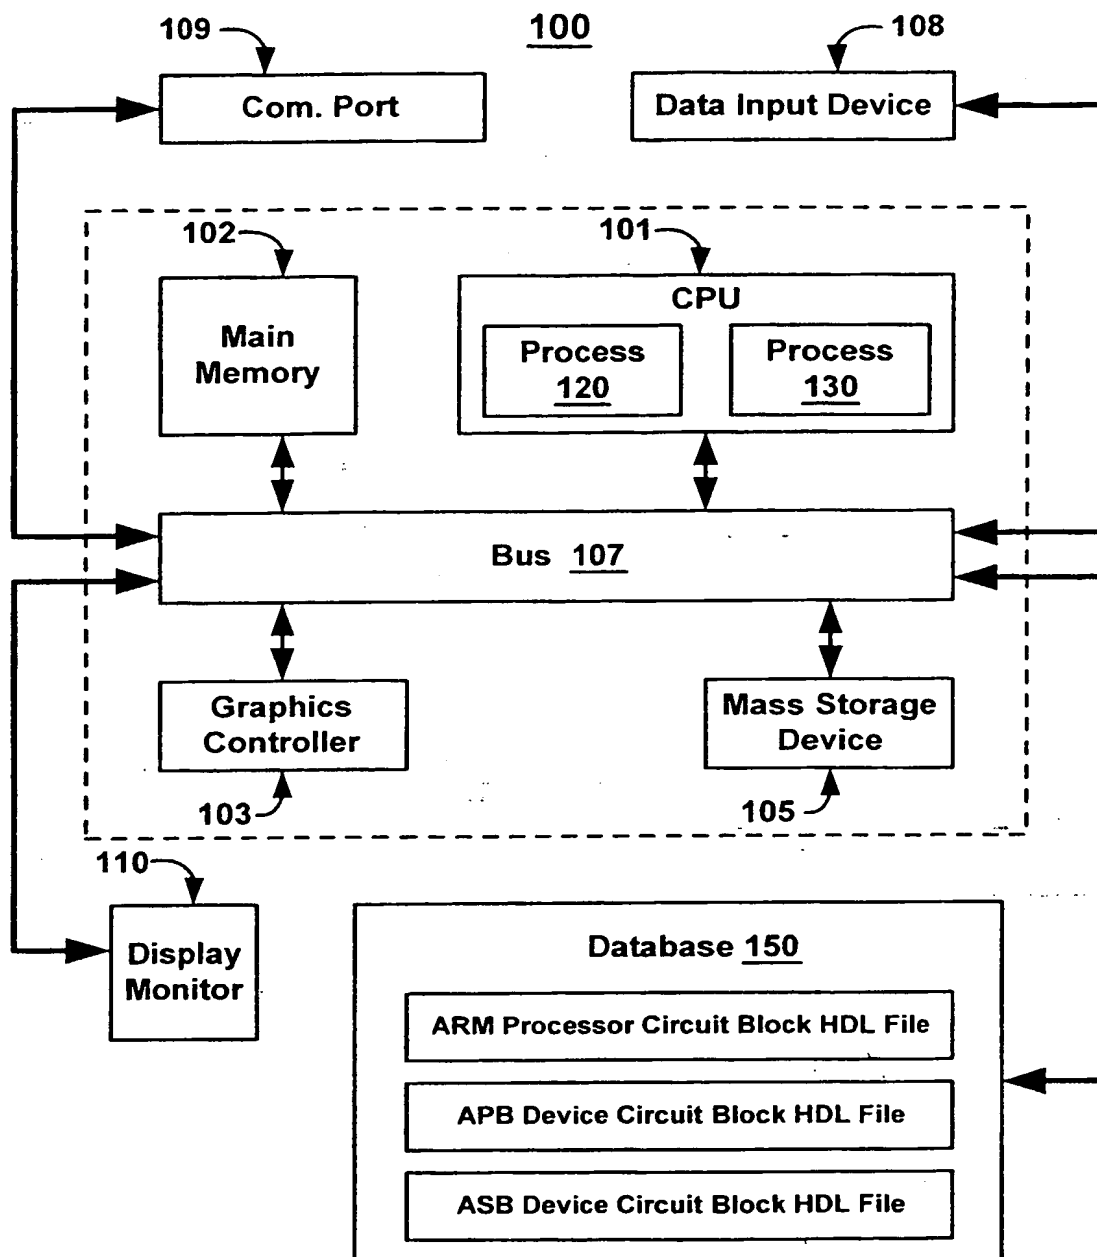 109
100
108
Com. Port
Data Input Device
102
101
CPU
Main
Memory
Process
120
Process
130
Bus 107
Graphics
Controller
Mass Storage
Device
103
105
110
Display
Monitor
Database 150
ARM Processor Circuit Block HDL File
APB Device Circuit Block HDL File
ASB Device Circuit Block HDL File